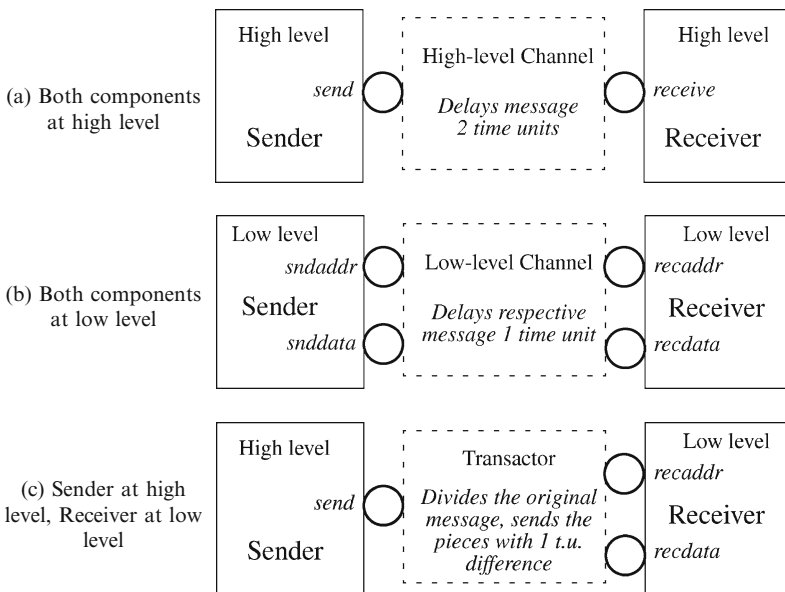 (a) Both components
at high level
High level
send
Sender
High-level Channel
Delays message
2 time units
High level
receive
Receiver
(b) Both components
at low level
Low level
sndaddr
Sender
snddata
Low-level Channel
Delays respective
message 1 time unit
Low level
recaddr
Receiver
recdata
(c) Sender at high
level, Receiver at low
level
High level
send
Sender
Transactor
Divides the original
message, sends the
pieces with 1 t.u.
difference
Low level
recaddr
Receiver
recdata